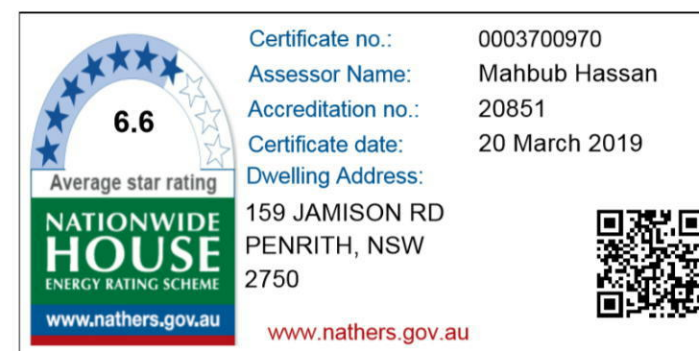 6.6
Average star rating
NATIONWIDE
HOUSE
ENERGY RATING SCHEME
www.nathers.gov.au
Certificate no.: 0003700970
Assessor Name: Mahbub Hassan
Accreditation no.: 20851
Certificate date: 20 March 2019
Dwelling Address:
159 JAMISON RD
PENRITH, NSW
2750
www.nathers.gov.au